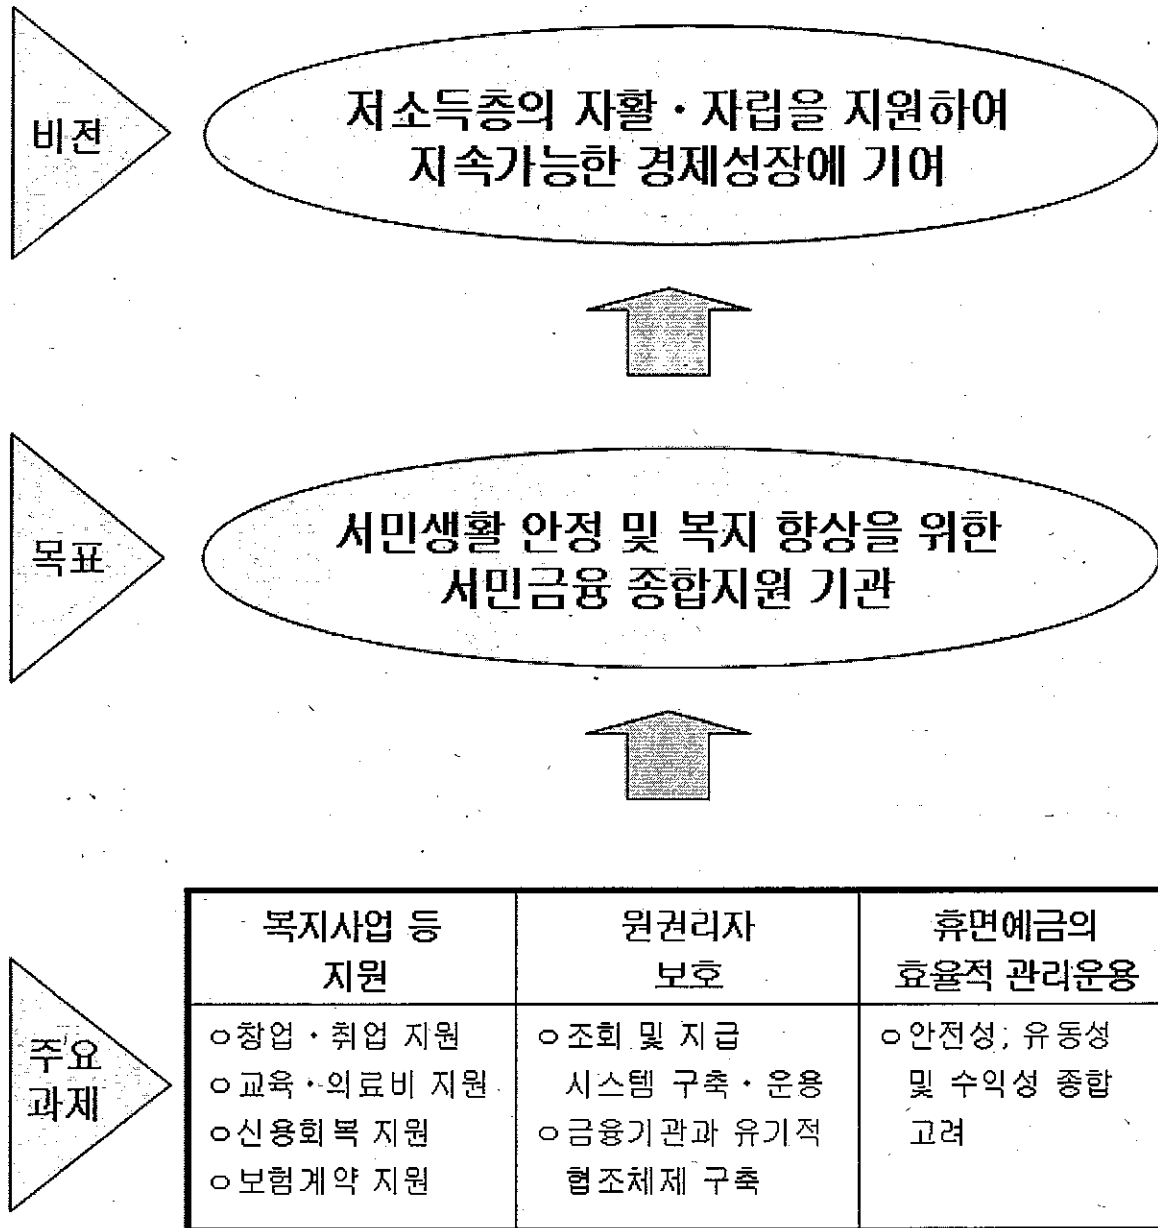 비전
저소득층의 자활·자립을 지원하여
지속가능한 경제성장에 기여
목표
서민생활 안정 및 복지 향상을 위한
서민금융 종합지원 기관
주요
과제
복지사업 등
지원
원권리자
보호
휴면예금의
효율적 관리운용
ㅇ창업·취업 지원
ㅇ교육·의료비 지원
ㅇ신용회복 지원
ㅇ보험계약 지원
ㅇ조회 및 지급
시스템 구축·운용
ㅇ금융기관과 유기적
협조체제 구축
ㅇ안전성, 유동성
및 수익성 종합
고려